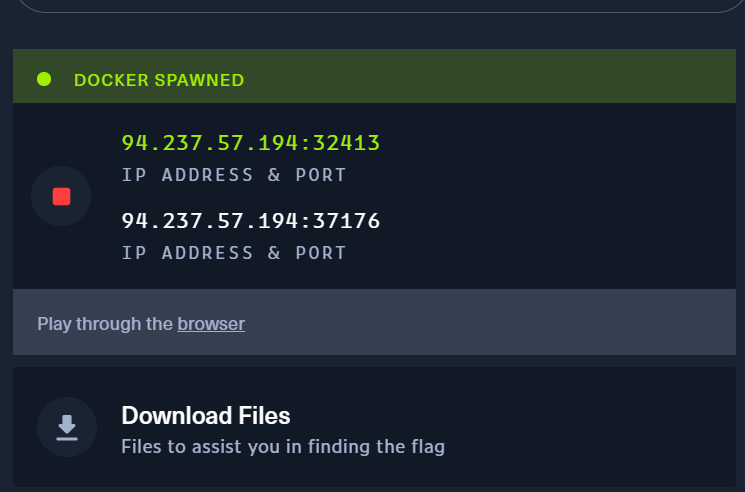 DOCKER SPAWNED
94.237.57.194:32413
IP ADDRESS & PORT
94.237.57.194:37176
IP ADDRESS & PORT
Play through the browser
Download Files
Files to assist you in finding the flag